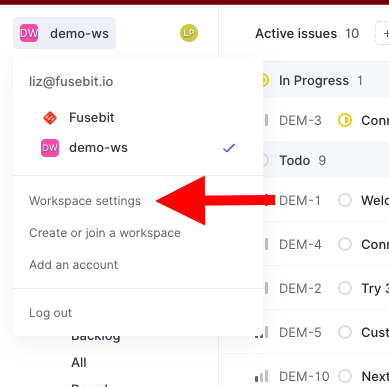 DW demo-ws LP
Active issues 10
liz@fusebit.io
Fusebit
DW demo-ws
Workspace settings
Create or join a workspace
Add an account
Log out
Backlog
All
In Progress 1
DEM-3 Conn
Todo 9
DEM-1 Welc
DEM-4 Conn
DEM-2 Try 3
DEM-5 Cust
DEM-10 Next